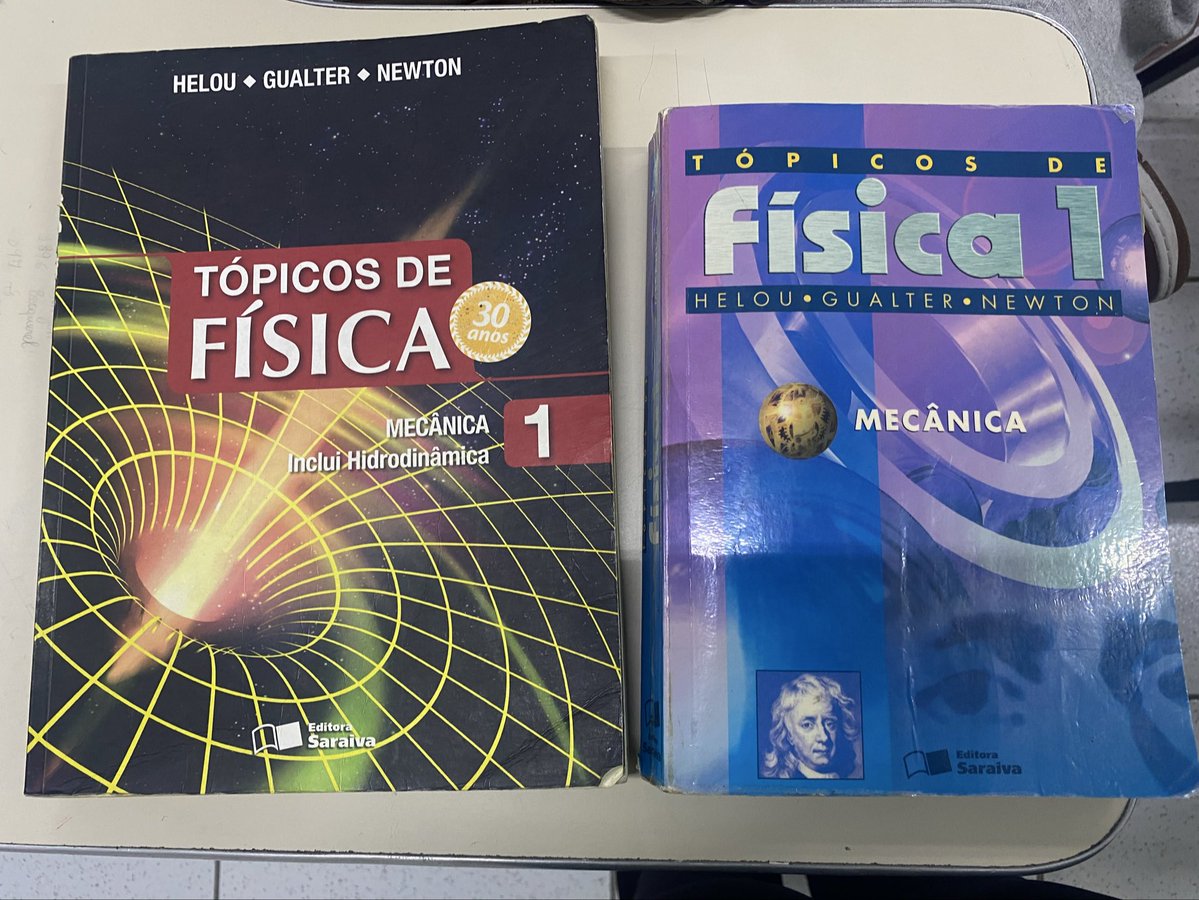 HELOU ◆ GUALTER ◆ NEWTON
TÓPICOS DE
FÍSICA
30
anos
MECÂNICA
Inclui Hidrodinâmica
1
Editora
Saraiva
TÓPICOS DE
física 1
HELOU • GUALTER • NEWTON
MECÂNICA
Editora
Saraiva